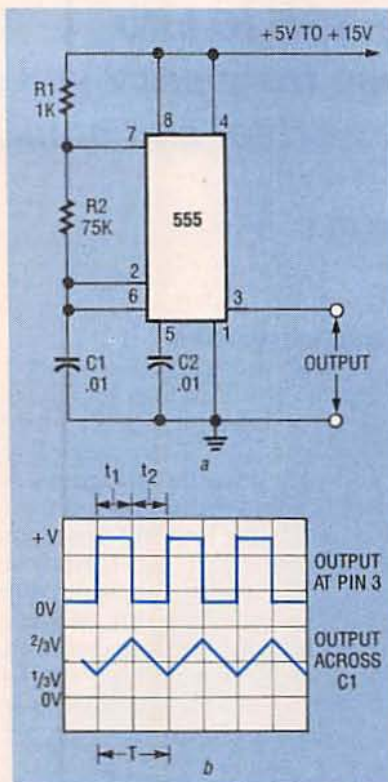 +5V TO +15V
R1
1K
8
4
7
R2
75K
555
2
6
3
5
1
C1
.01
C2
.01
OUTPUT
a
t1 t2
+V
OUTPUT
AT PIN 3
0V
2/3V
OUTPUT
ACROSS
C1
1/3V
0V
T
b